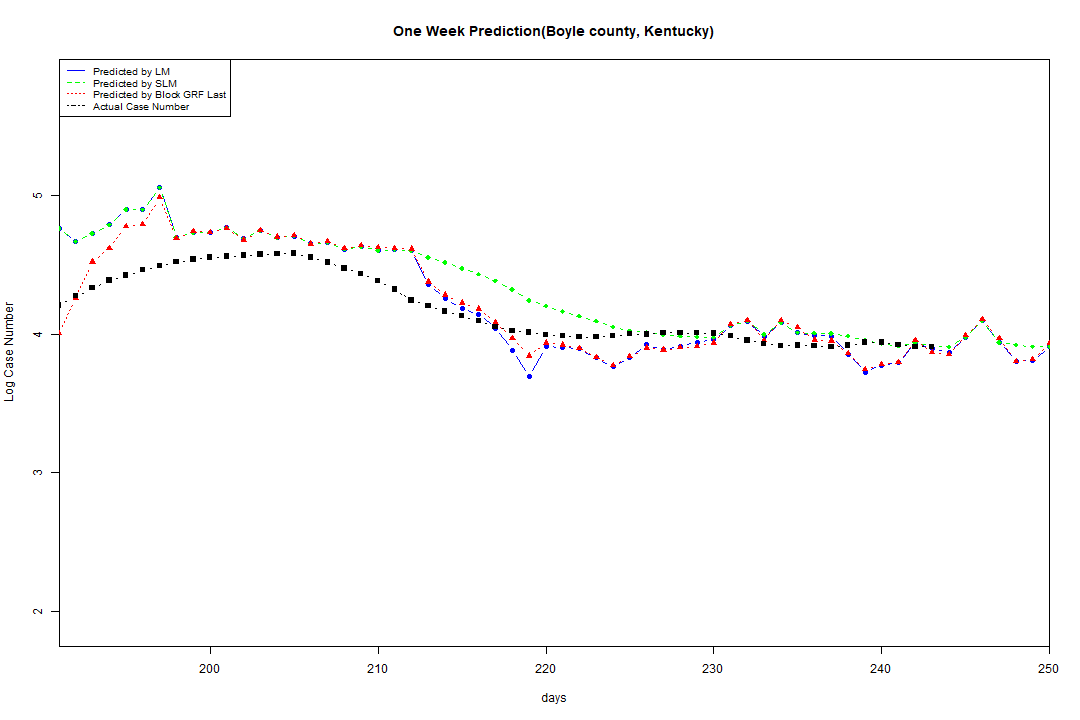 One Week Prediction(Boyle county, Kentucky)
Predicted by LM
Predicted by SLM
Predicted by Block GRF Last
Actual Case Number
Log Case Number
5
4
3
2
200 210 220 230 240 250
days